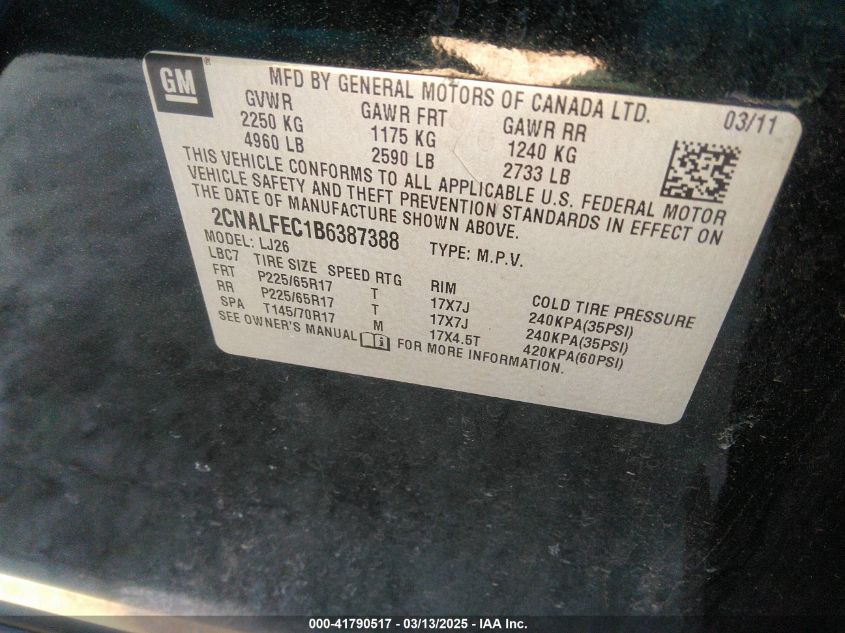 GM ®
MFD BY GENERAL MOTORS OF CANADA LTD. 03/11
GVWR GAWR FRT GAWR RR
2250 KG 1175 KG 1240 KG
4960 LB 2590 LB 2733 LB
THIS VEHICLE CONFORMS TO ALL APPLICABLE U.S. FEDERAL MOTOR
VEHICLE SAFETY AND THEFT PREVENTION STANDARDS IN EFFECT ON
THE DATE OF MANUFACTURE SHOWN ABOVE.
2CNALFEC1B6387388 TYPE: M.P.V.
MODEL: LJ26
LBC7 TIRE SIZE SPEED RTG RIM COLD TIRE PRESSURE
FRT P225/65R17 T 17X7J 240KPA(35PSI)
RR P225/65R17 T 17X7J 240KPA(35PSI)
SPA T145/70R17 M 17X4.5T 420KPA(60PSI)
SEE OWNER'S MANUAL i FOR MORE INFORMATION.
000-41790517 - 03/13/2025 - IAA Inc.